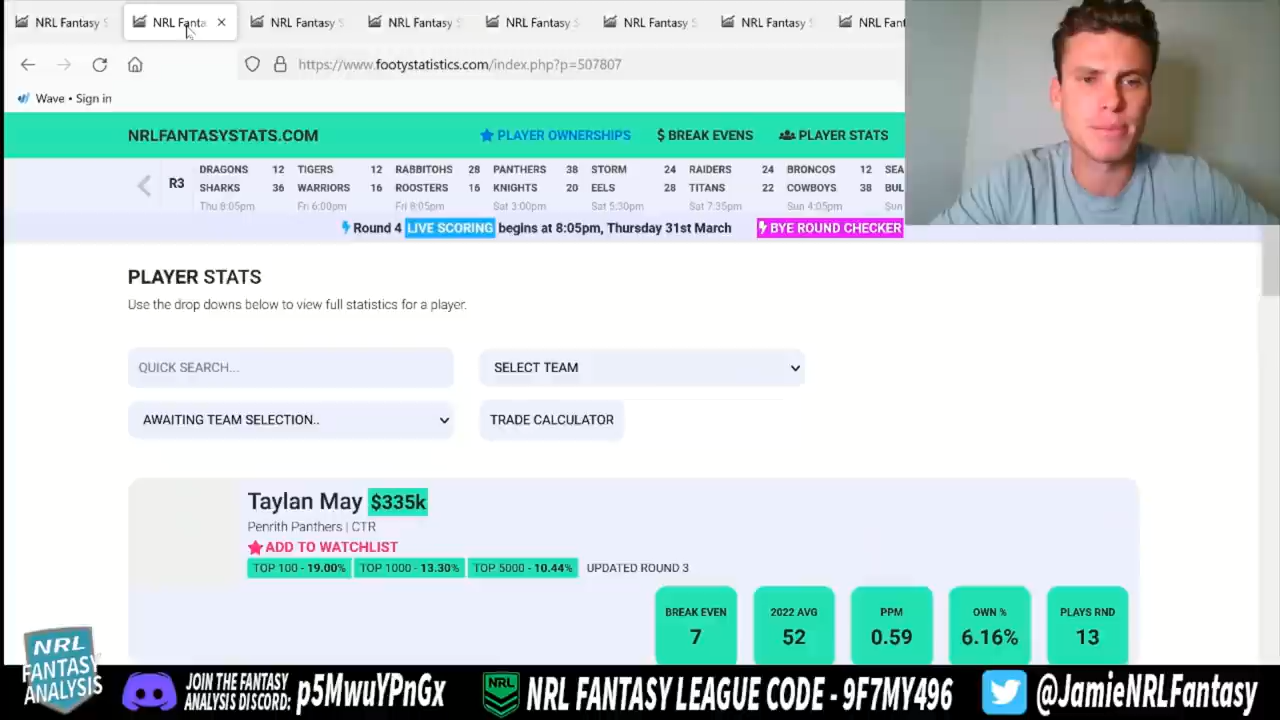 NRL Fantasy S
NRL Fanta
NRL Fantasy S
NRL Fantasy S
NRL Fantasy S
NRL Fantasy S
NRL Fantasy S
NRL Fant
https://www.footystatistics.com/index.php?p=507807
Wave • Sign in
NRLFANTASYSTATS.COM
PLAYER OWNERSHIPS
$ BREAK EVENS
PLAYER STATS
R3
DRAGONS 12
SHARKS 36
Thu 8:05pm
TIGERS 12
WARRIORS 16
Fri 6:00pm
RABBITOHS 28
ROOSTERS 16
Fri 8:05pm
PANTHERS 38
KNIGHTS 20
Sat 3:00pm
STORM 24
EELS 28
Sat 5:30pm
RAIDERS 24
TITANS 22
Sat 7:35pm
BRONCOS 12
COWBOYS 38
Sun 4:05pm
SEA
BUL
Sun
Round 4 LIVE SCORING begins at 8:05pm, Thursday 31st March
BYE ROUND CHECKER
PLAYER STATS
Use the drop downs below to view full statistics for a player.
QUICK SEARCH...
SELECT TEAM
AWAITING TEAM SELECTION..
TRADE CALCULATOR
Taylan May $335k
Penrith Panthers | CTR
ADD TO WATCHLIST
TOP 100 - 19.00%
TOP 1000 - 13.30%
TOP 5000 - 10.44%
UPDATED ROUND 3
BREAK EVEN
7
2022 AVG
52
PPM
0.59
OWN %
6.16%
PLAYS RND
13
NRL
FANTASY
ANALYSIS
JOIN THE FANTASY
ANALYSIS DISCORD:
p5MwuYPnGx
NRL
NRL FANTASY LEAGUE CODE - 9F7MY496
@JamieNRLFantasy